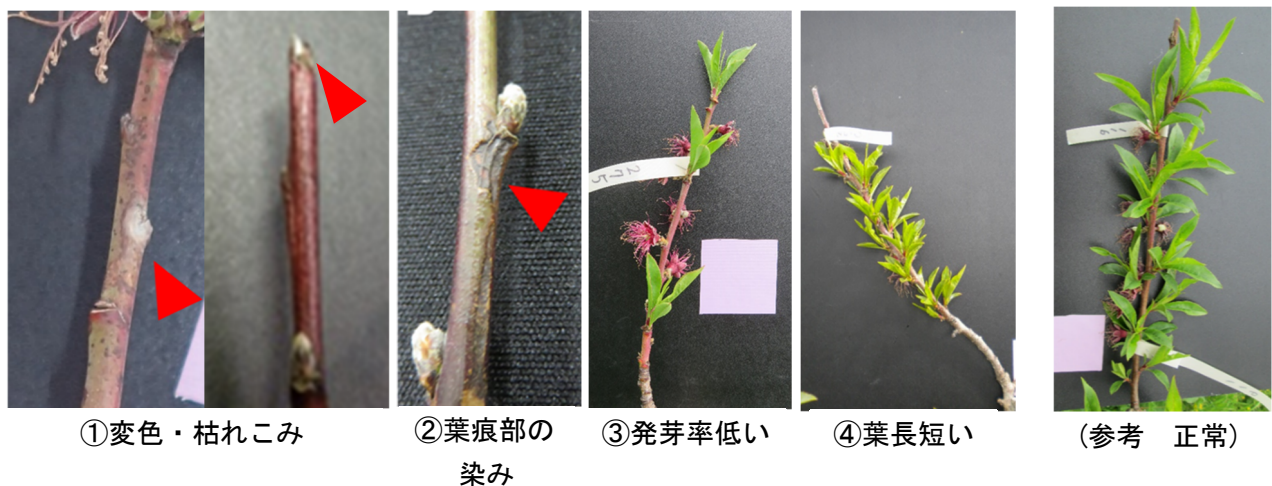 ①変色・枯れこみ
②葉痕部の
染み
③発芽率低い
④葉長短い
(参考　正常)